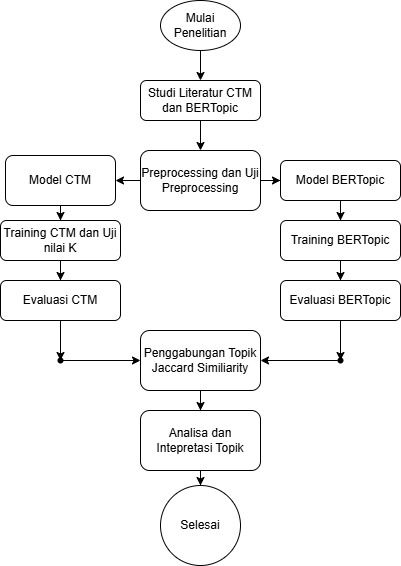 Mulai
Penelitian
Studi Literatur CTM
dan BERTopic
Preprocessing dan Uji
Preprocessing
Model CTM
Model BERTopic
Training CTM dan Uji
nilai K
Training BERTopic
Evaluasi CTM
Evaluasi BERTopic
Penggabungan Topik
Jaccard Similiarity
Analisa dan
Intepretasi Topik
Selesai